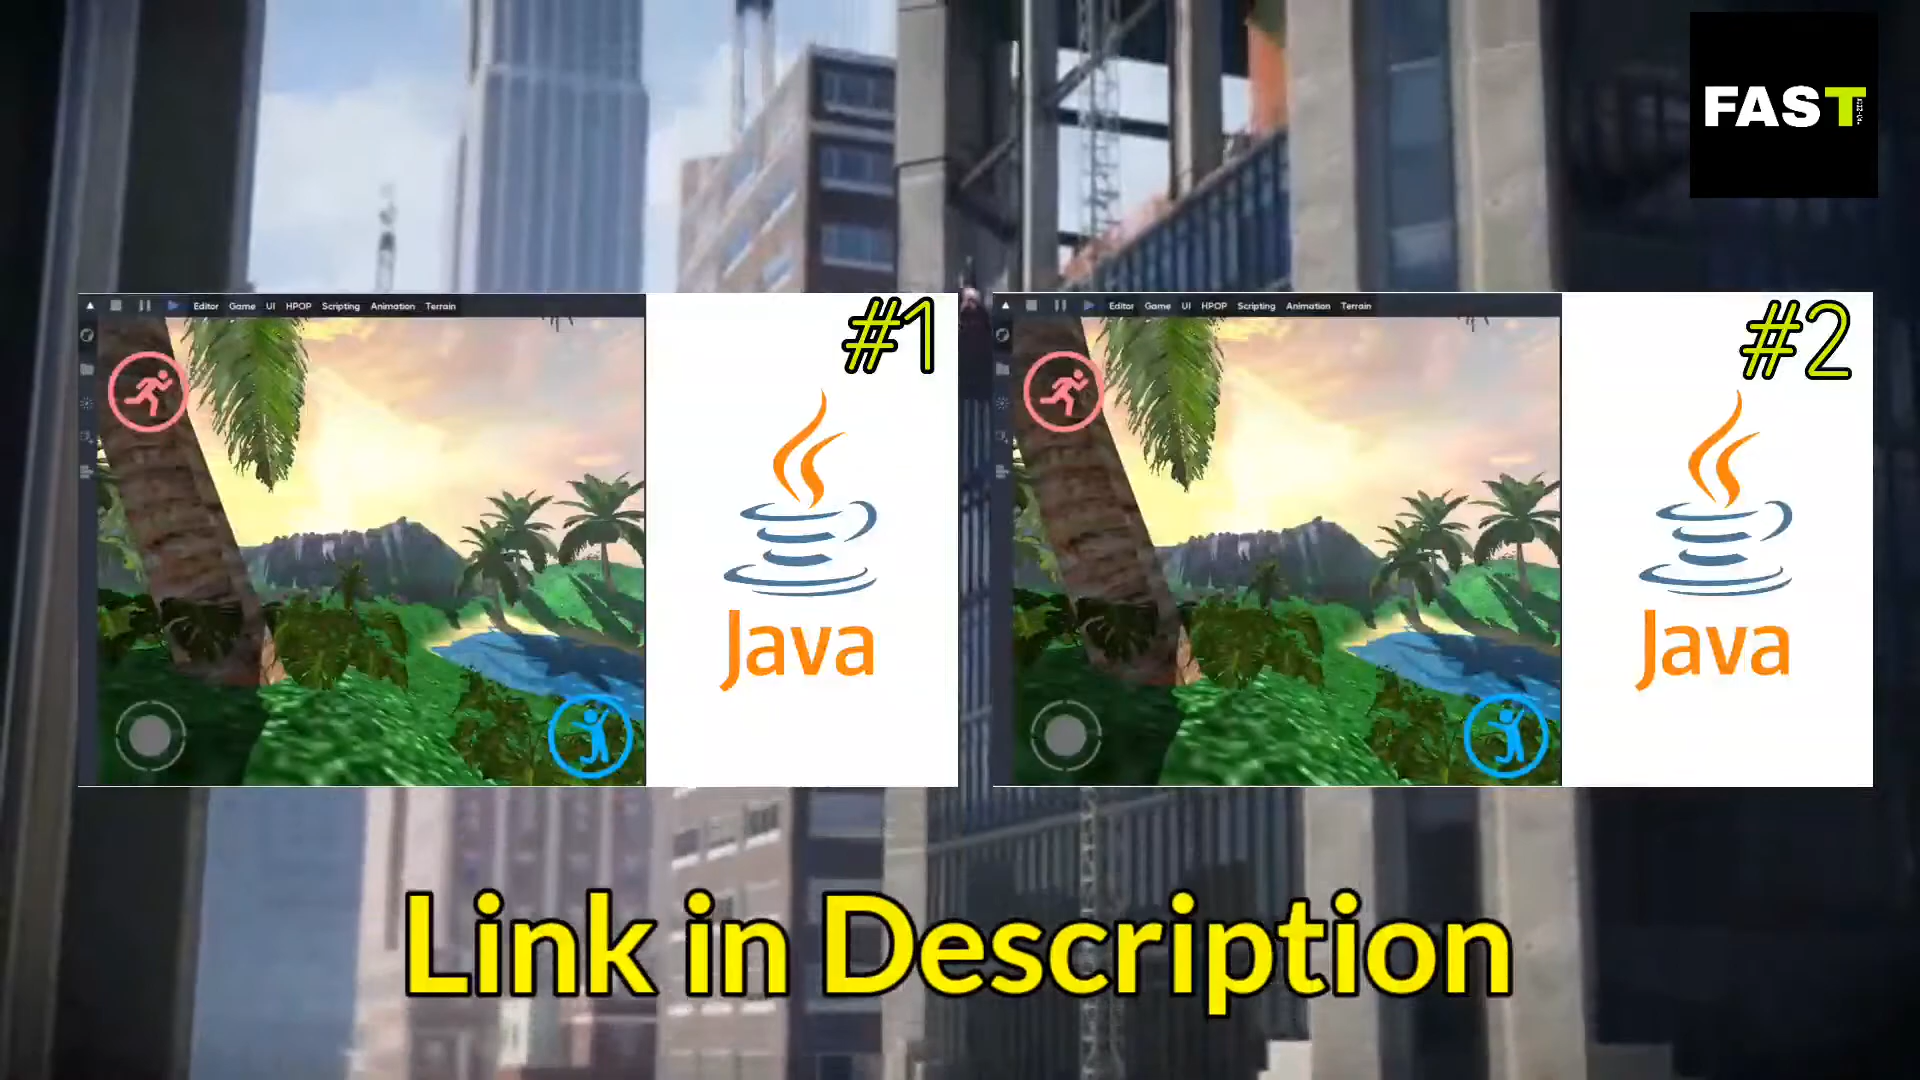 FAST
Editor Game UI HPOP Scripting Animation Terrain
#1
Java
Editor Game UI HPOP Scripting Animation Terrain
#2
Java
Link in Description